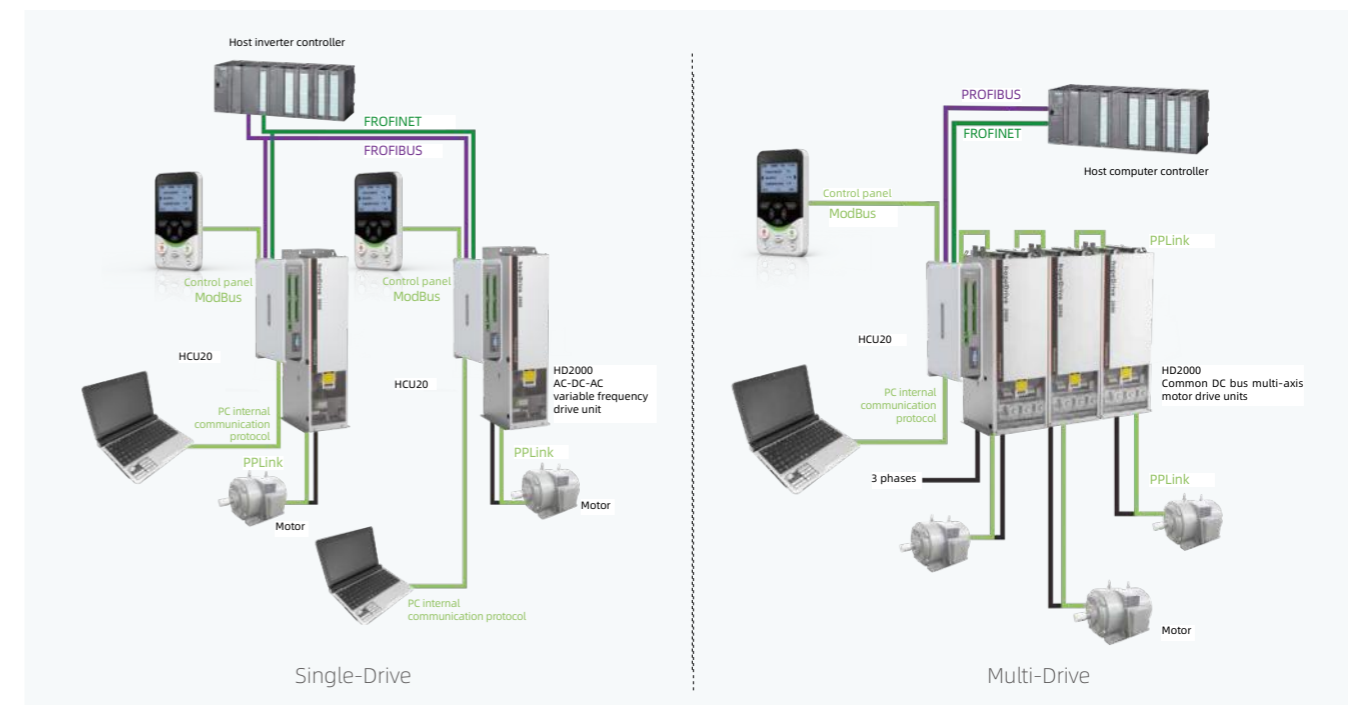 Host inverter controller
FROFINET
FROFIBUS
Control panel
ModBus
Control panel
ModBus
HCU20
HCU20
HD2000
AC-DC-AC
variable frequency
drive unit
PC internal
communication
protocol
PPLink
PPLink
Motor
Motor
PC internal
communication protocol
Single-Drive
PROFIBUS
FROFINET
Host computer controller
Control panel
ModBus
PPLink
HCU20
HD2000
Common DC bus multi-axis
motor drive units
PC internal
communication
protocol
3 phases
PPLink
Motor
Multi-Drive